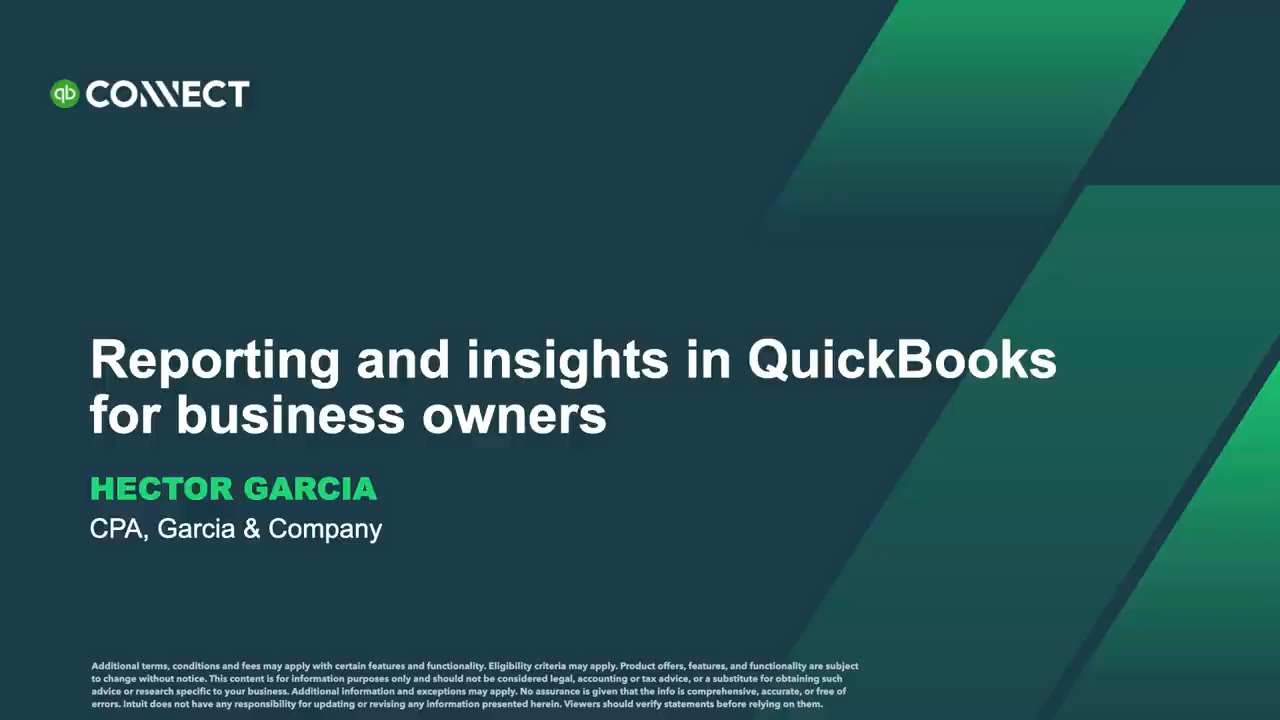 qb CONNECT
Reporting and insights in QuickBooks
for business owners
HECTOR GARCIA
CPA, Garcia & Company
Additional terms, conditions and fees may apply with certain features and functionality. Eligibility criteria may apply. Product offers, features, and functionality are subject
to change without notice. This content is for information purposes only and should not be considered legal, accounting or tax advice, or a substitute for obtaining such
advice or research specific to your business. Additional information and exceptions may apply. No assurance is given that the info is comprehensive, accurate, or free of
errors. Intuit does not have any responsibility for updating or revising any information presented herein. Viewers should verify statements before relying on them.